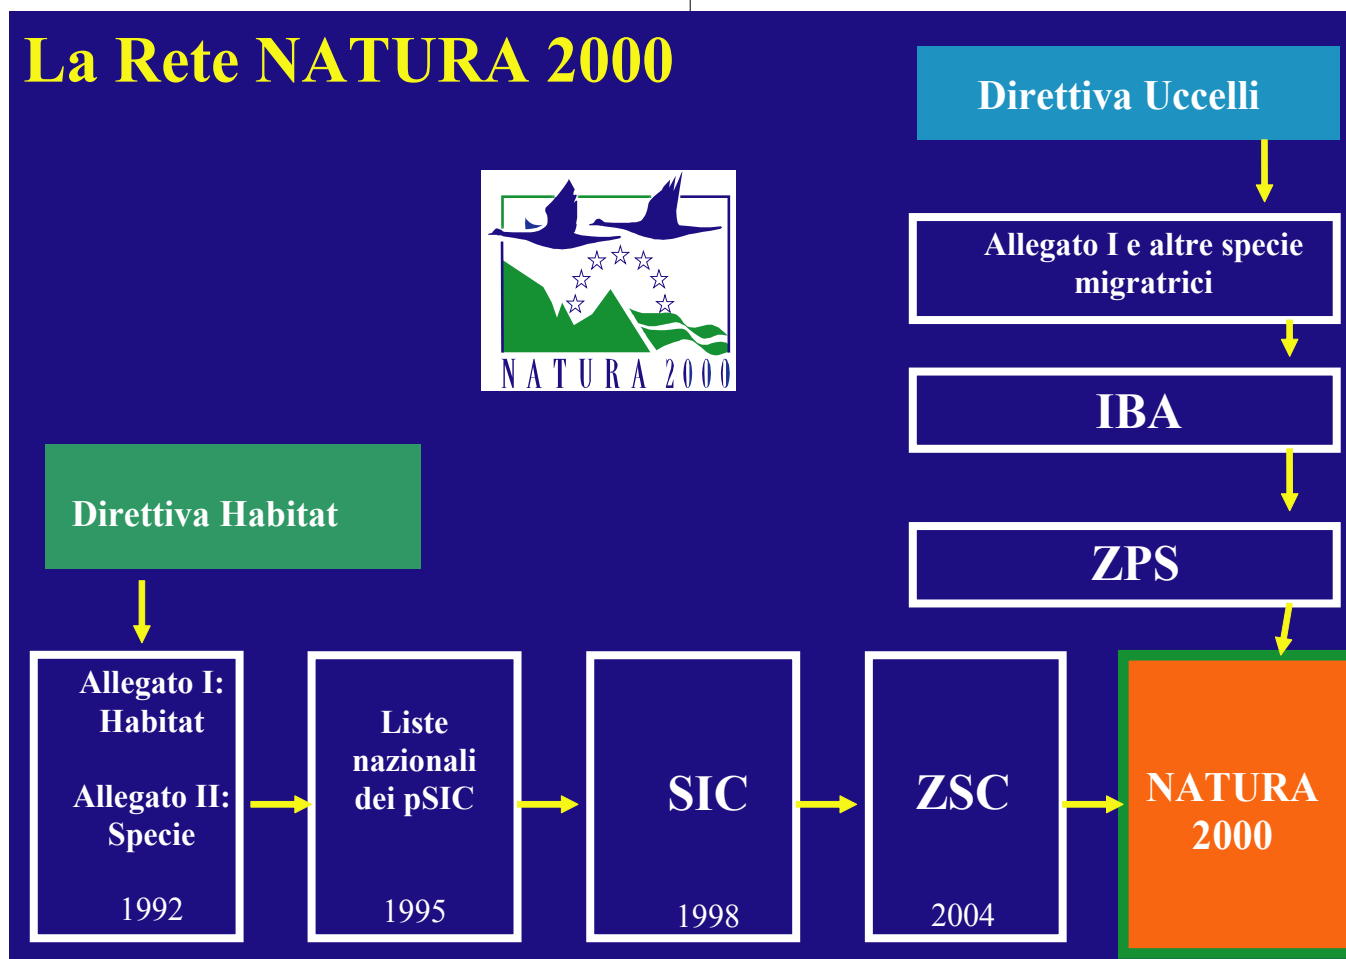 La Rete NATURA 2000
Direttiva Uccelli
Allegato I e altre specie
migratrici
IBA
ZPS
NATURA 2000
Direttiva Habitat
Allegato I:
Habitat
Allegato II:
Specie
1992
Liste
nazionali
dei pSIC
1995
SIC
1998
ZSC
2004
NATURA
2000